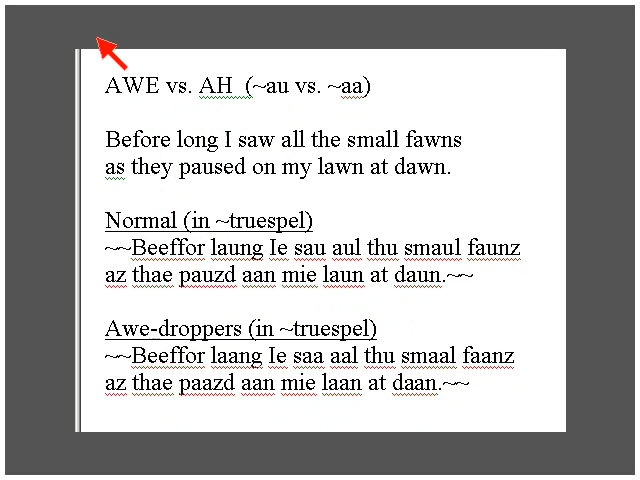 AWE vs. AH (~au vs. ~aa)
Before long I saw all the small fawns
as they paused on my lawn at dawn.
Normal (in ~truespel)
~~Beeffor laung Ie sau aul thu smaul faunz
az thae pauzd aan mie laun at daun.~~
Awe-droppers (in ~truespel)
~~Beeffor laang Ie saa aal thu smaal faanz
az thae paazd aan mie laan at daan.~~